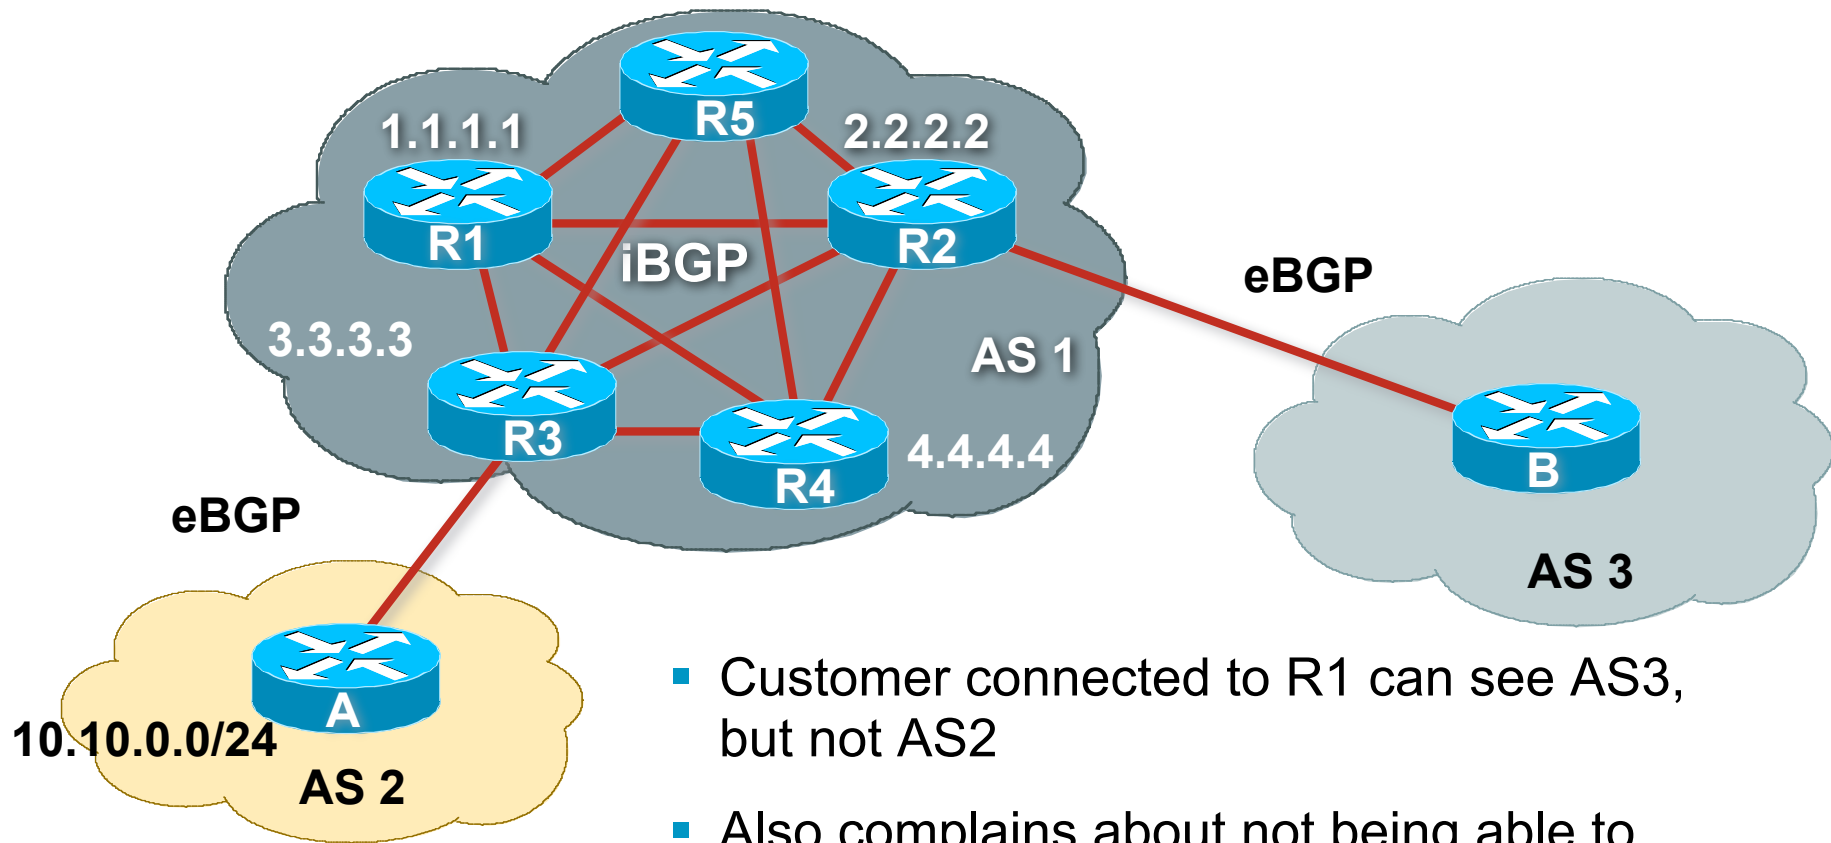 R5
1.1.1.1
2.2.2.2
R1
R2
iBGP
eBGP
3.3.3.3
AS 1
R3
R4
4.4.4.4
B
eBGP
AS 3
A
10.10.0.0/24
AS 2
Customer connected to R1 can see AS3,
but not AS2
Also complains about not being able to